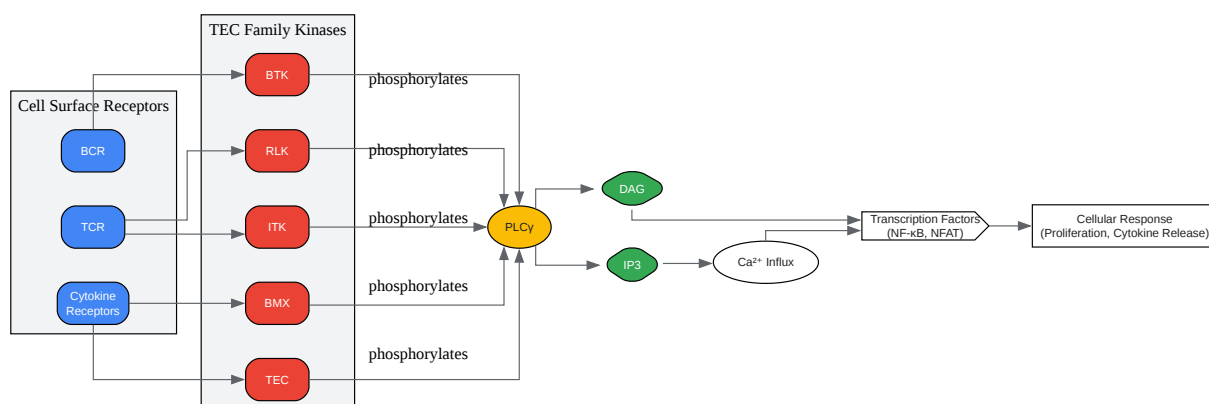 TEC Family Kinases
BTK
phosphorylates
Cell Surface Receptors
BCR
RLK
phosphorylates
DAG
TCR
ITK
phosphorylates
PLCγ
Transcription Factors
(NF-κB, NFAT)
Cellular Response
(Proliferation, Cytokine Release)
IP3
Ca²⁺ Influx
Cytokine
Receptors
BMX
phosphorylates
TEC
phosphorylates